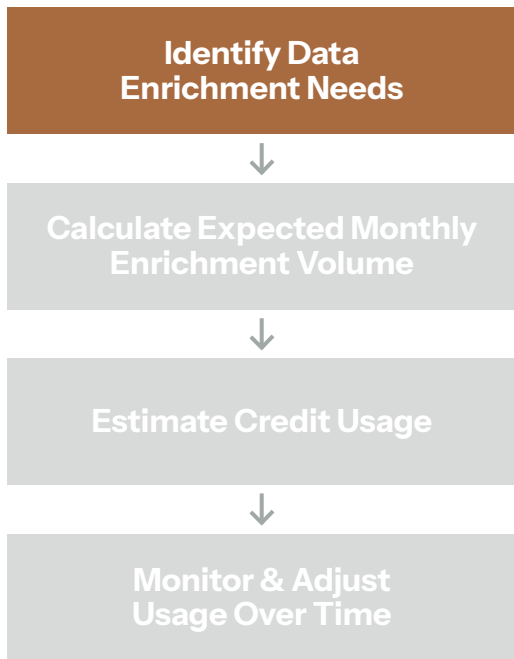 Identify Data
Enrichment Needs
Calculate Expected Monthly
Enrichment Volume
Estimate Credit Usage
Monitor & Adjust
Usage Over Time